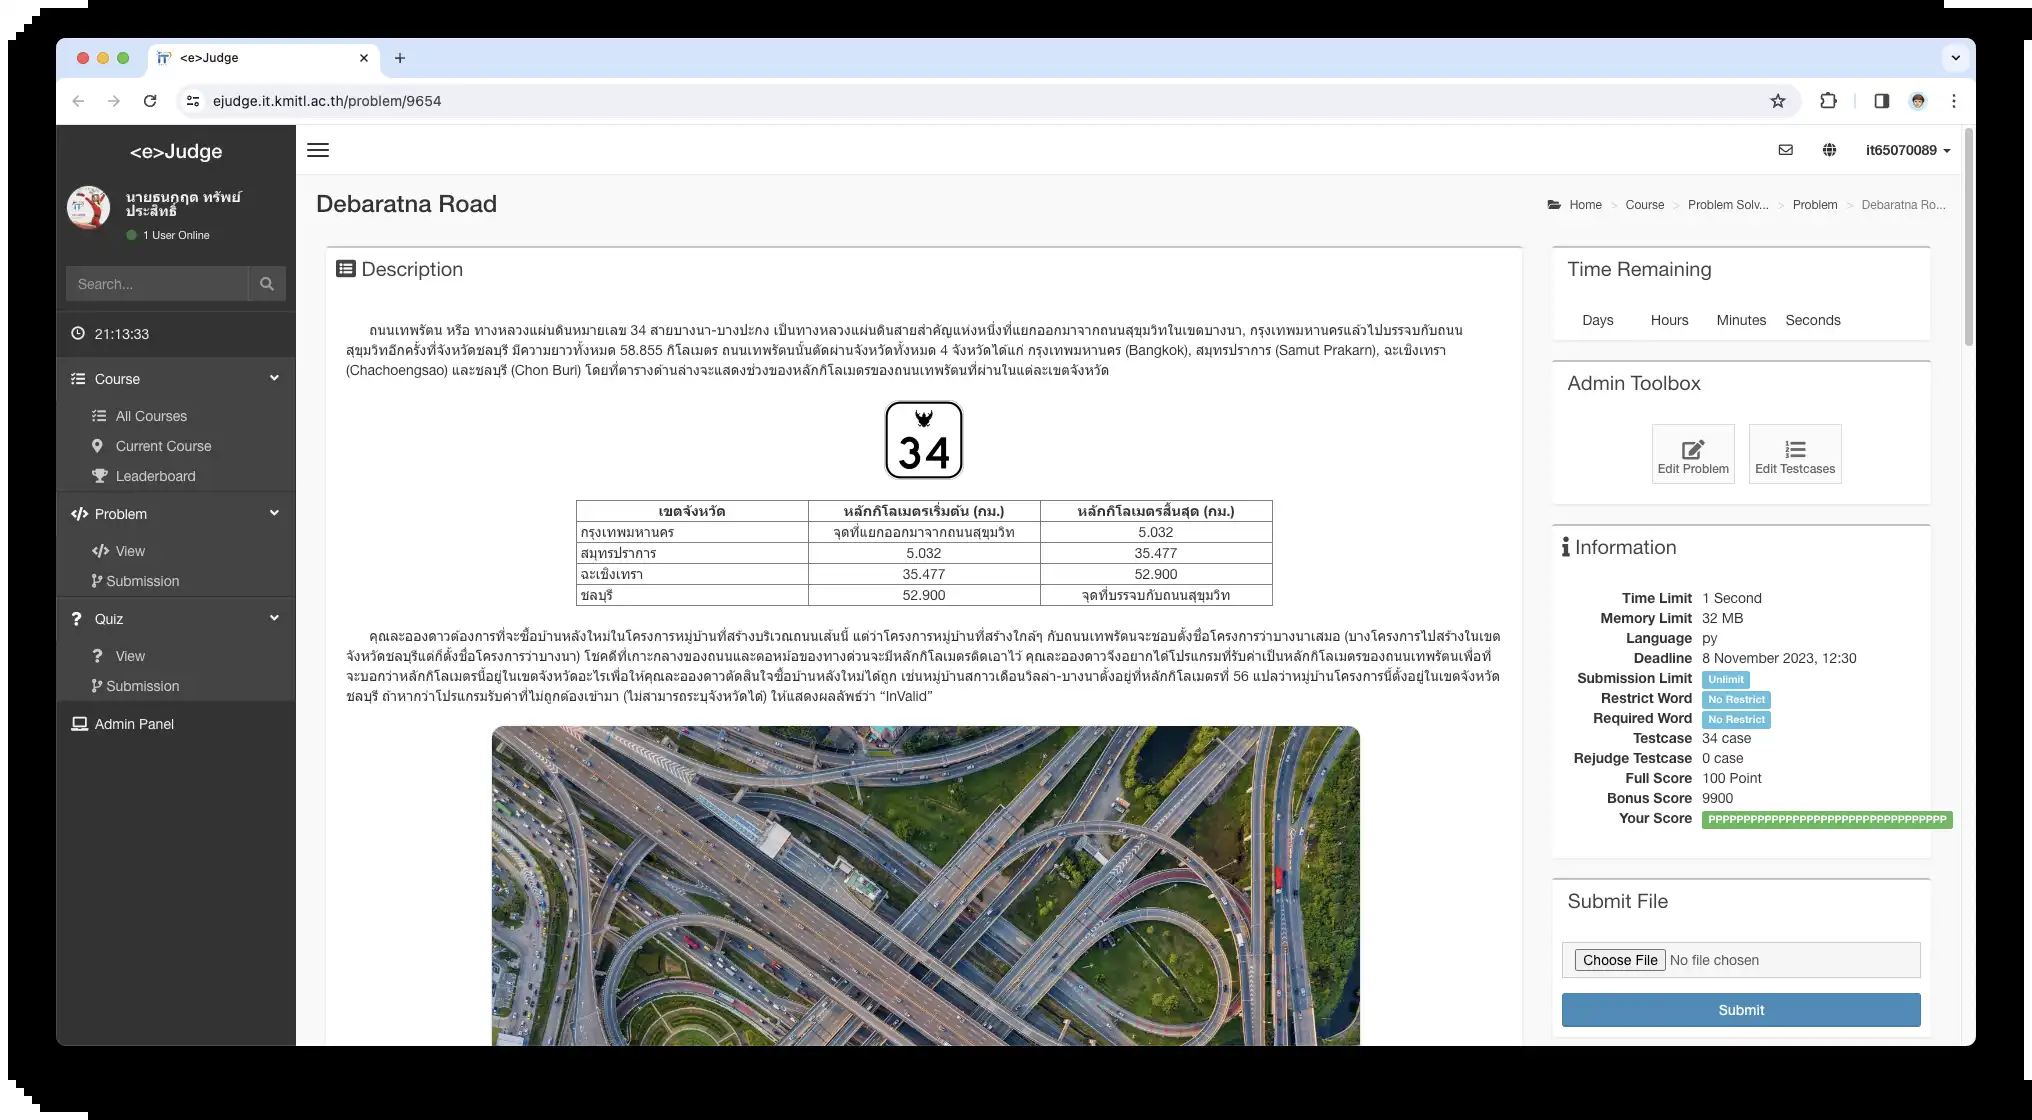 <e>Judge
ejudge.it.kmitl.ac.th/problem/9654
<e>Judge
นายธนกฤต ทรัพย์
ประสิทธิ์
1 User Online
Search...
21:13:33
Course
All Courses
Current Course
Leaderboard
Problem
View
Submission
Quiz
View
Submission
Admin Panel
it65070089
Debaratna Road
Home > Course > Problem Solv... > Problem > Debaratna Ro...
Description
ถนนเทพรัตน หรือ ทางหลวงแผ่นดินหมายเลข 34 สายบางนา-บางปะกง เป็นทางหลวงแผ่นดินสายสำคัญแห่งหนึ่งที่แยกออกมาจากถนนสุขุมวิทในเขตบางนา, กรุงเทพมหานครแล้วไปบรรจบกับถนน
สุขุมวิทอีกครั้งที่จังหวัดชลบุรี มีความยาวทั้งหมด 58.855 กิโลเมตร ถนนเทพรัตนนั้นตัดผ่านจังหวัดทั้งหมด 4 จังหวัดได้แก่ กรุงเทพมหานคร (Bangkok), สมุทรปราการ (Samut Prakarn), ฉะเชิงเทรา
(Chachoengsao) และชลบุรี (Chon Buri) โดยที่ตารางด้านล่างจะแสดงช่วงของหลักกิโลเมตรของถนนเทพรัตนที่ผ่านในแต่ละเขตจังหวัด
34
เขตจังหวัด หลักกิโลเมตรเริ่มต้น (กม.) หลักกิโลเมตรสิ้นสุด (กม.)
กรุงเทพมหานคร จุดที่แยกออกมาจากถนนสุขุมวิท 5.032
สมุทรปราการ 5.032 35.477
ฉะเชิงเทรา 35.477 52.900
ชลบุรี 52.900 จุดที่บรรจบกับถนนสุขุมวิท
คุณละอองดาวต้องการที่จะซื้อบ้านหลังใหม่ในโครงการหมู่บ้านที่สร้างบริเวณถนนเส้นนี้ แต่ว่าโครงการหมู่บ้านที่สร้างใกล้ๆ กับถนนเทพรัตนจะชอบตั้งชื่อโครงการว่าบางนาเสมอ (บางโครงการไปสร้างในเขต
จังหวัดชลบุรีแต่ก็ตั้งชื่อโครงการว่าบางนา) โชคดีที่เกาะกลางของถนนและตอหม้อของทางด่วนจะมีหลักกิโลเมตรติดเอาไว้ คุณละอองดาวจึงอยากได้โปรแกรมที่รับค่าเป็นหลักกิโลเมตรของถนนเทพรัตนเพื่อที่
จะบอกว่าหลักกิโลเมตรนี้อยู่ในเขตจังหวัดอะไรเพื่อให้คุณละอองดาวตัดสินใจซื้อบ้านหลังใหม่ได้ถูก เช่นหมู่บ้านสกาวเดือนวิลล่า-บางนาตั้งอยู่ที่หลักกิโลเมตรที่ 56 แปลว่าหมู่บ้านโครงการนี้ตั้งอยู่ในเขตจังหวัด
ชลบุรี ถ้าหากว่าโปรแกรมรับค่าที่ไม่ถูกต้องเข้ามา (ไม่สามารถระบุจังหวัดได้) ให้แสดงผลลัพธ์ว่า “InValid”
Time Remaining
Days Hours Minutes Seconds
Admin Toolbox
Edit Problem Edit Testcases
Information
Time Limit 1 Second
Memory Limit 32 MB
Language py
Deadline 8 November 2023, 12:30
Submission Limit Unlimit
Restrict Word No Restrict
Required Word No Restrict
Testcase 34 case
Rejudge Testcase 0 case
Full Score 100 Point
Bonus Score 9900
Your Score PPPPPPPPPPPPPPPPPPPPPPPPPPPPPPPPPP
Submit File
Choose File No file chosen
Submit